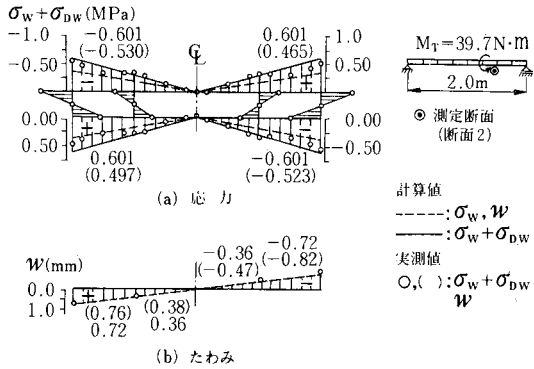 σW+σDW(MPa)
-1.0
-0.50
-0.601
(-0.530)
℄
0.601
(0.465)
1.0
0.50
0.00
0.50
0.00
-0.50
0.601
(0.497)
-0.601
(-0.523)
(a) 応 力
MT=39.7N·m
2.0m
◉ 測定断面
(断面2)
計算値
-----:σW, w
——:σW+σDW
実測値
○,( ):σW+σDW
w
w(mm)
0.0
1.0
+
(0.76)
0.72
(0.38)
0.36
-0.36
(-0.47)
-0.72
(-0.82)
−
(b) たわみ